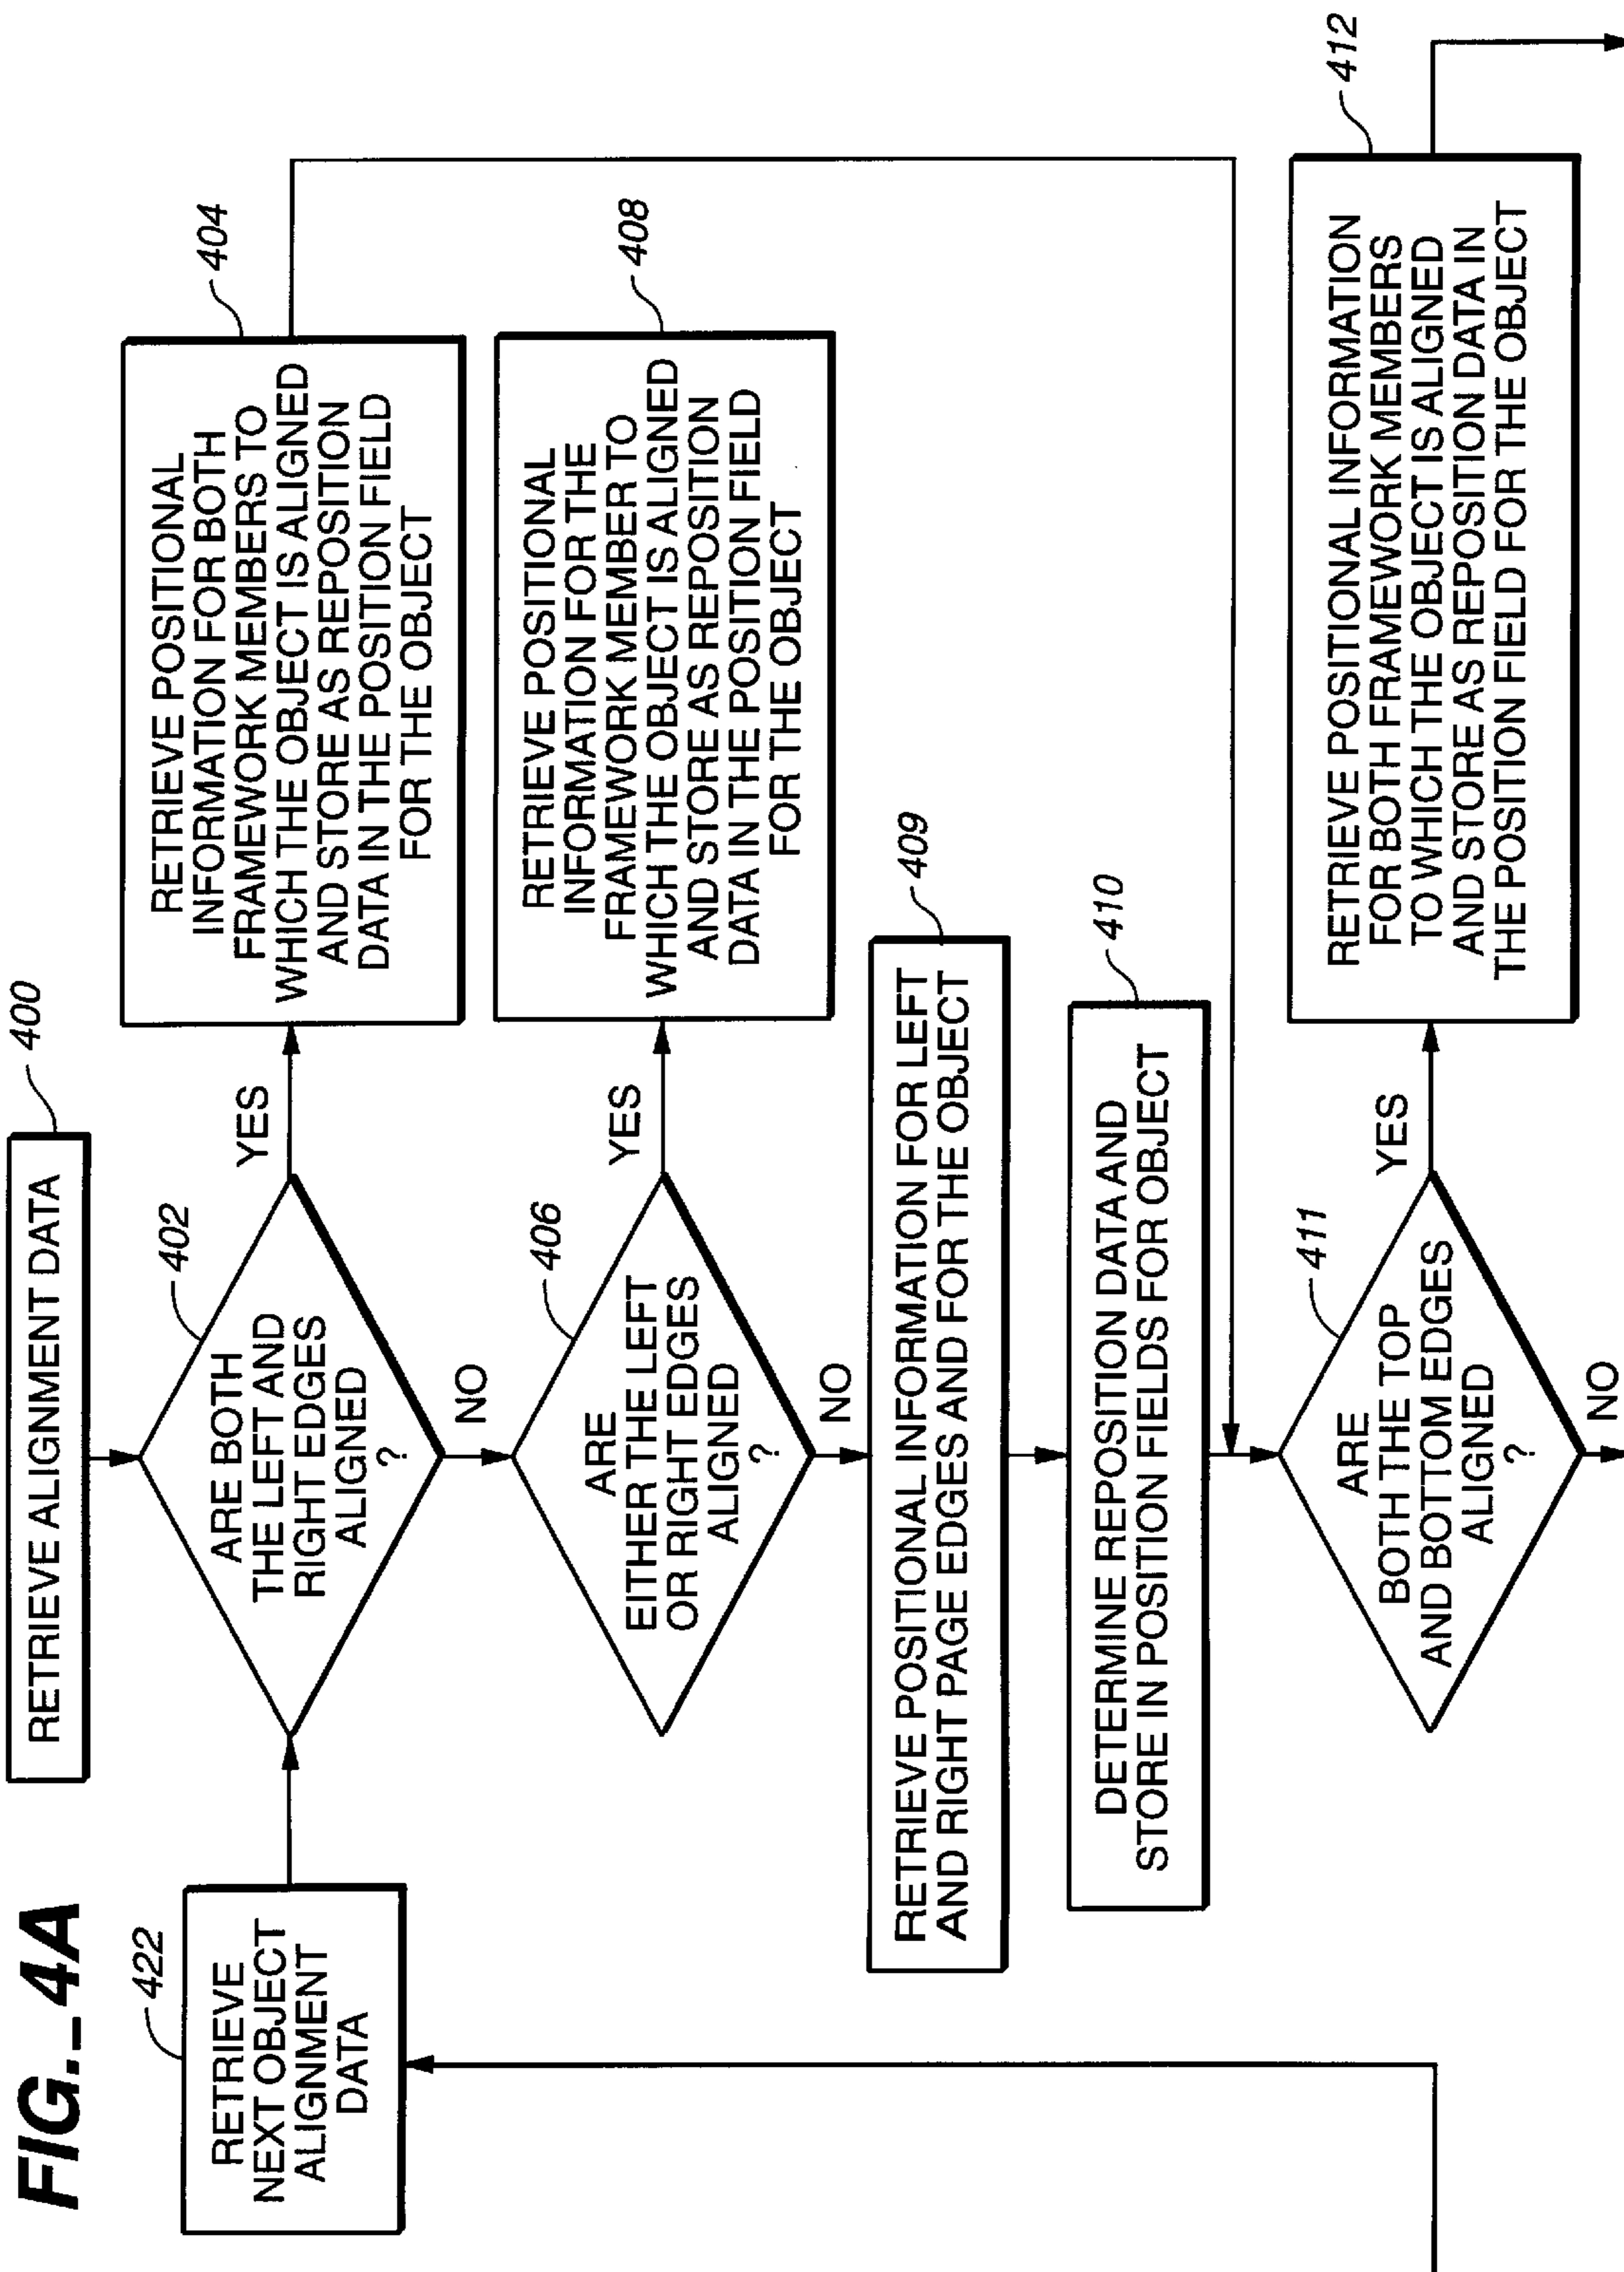 FIG._4A
400
RETRIEVE ALIGNMENT DATA
422
RETRIEVE
NEXT OBJECT
ALIGNMENT
DATA
402
ARE BOTH
THE LEFT AND
RIGHT EDGES
ALIGNED
?
YES
NO
404
RETRIEVE POSITIONAL
INFORMATION FOR BOTH
FRAMEWORK MEMBERS TO
WHICH THE OBJECT IS ALIGNED
AND STORE AS REPOSITION
DATA IN THE POSITION FIELD
FOR THE OBJECT
406
ARE
EITHER THE LEFT
OR RIGHT EDGES
ALIGNED
?
YES
NO
408
RETRIEVE POSITIONAL
INFORMATION FOR THE
FRAMEWORK MEMBER TO
WHICH THE OBJECT IS ALIGNED
AND STORE AS REPOSITION
DATA IN THE POSITION FIELD
FOR THE OBJECT
409
RETRIEVE POSITIONAL INFORMATION FOR LEFT
AND RIGHT PAGE EDGES AND FOR THE OBJECT
410
DETERMINE REPOSITION DATA AND
STORE IN POSITION FIELDS FOR OBJECT
411
ARE
BOTH THE TOP
AND BOTTOM EDGES
ALIGNED
?
YES
NO
412
RETRIEVE POSITIONAL INFORMATION
FOR BOTH FRAMEWORK MEMBERS
TO WHICH THE OBJECT IS ALIGNED
AND STORE AS REPOSITION DATA IN
THE POSITION FIELD FOR THE OBJECT